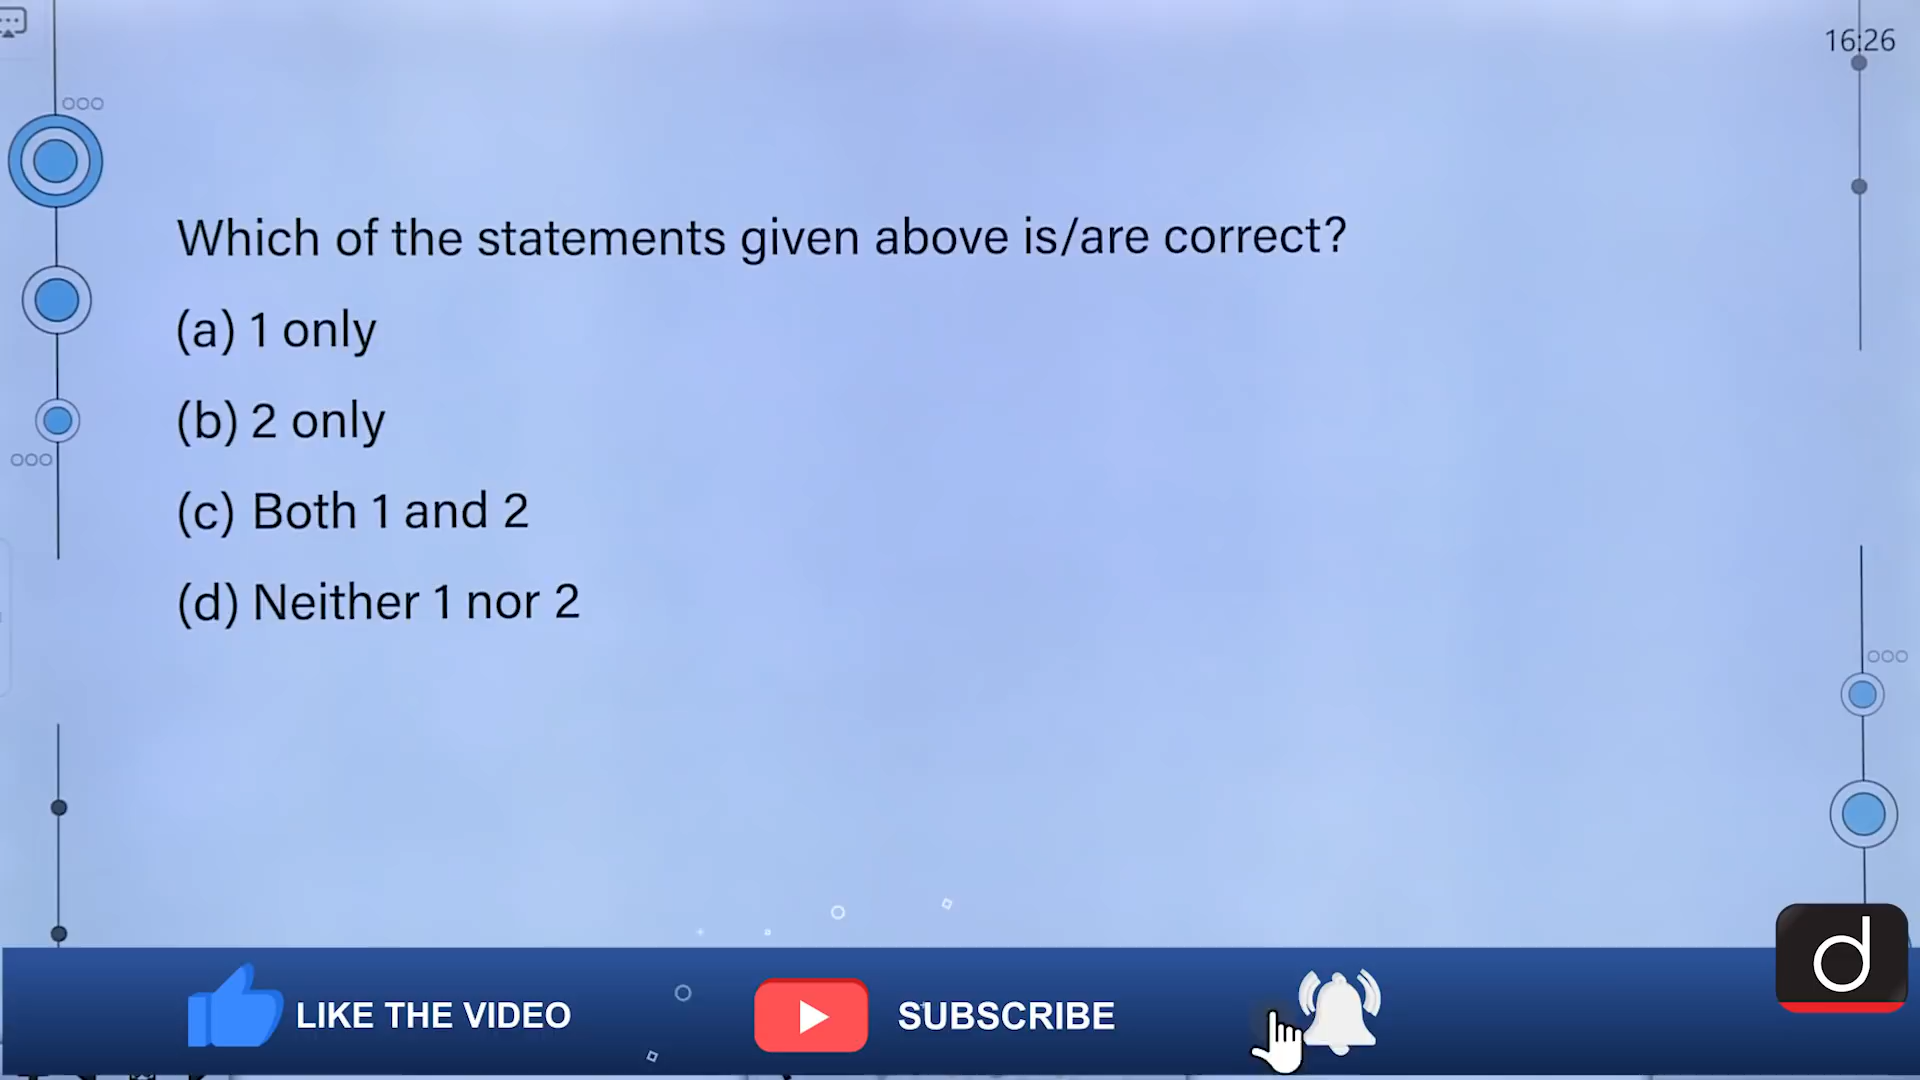 16:26
Which of the statements given above is/are correct?
(a) 1 only
(b) 2 only
(c) Both 1 and 2
(d) Neither 1 nor 2
d
LIKE THE VIDEO
SUBSCRIBE